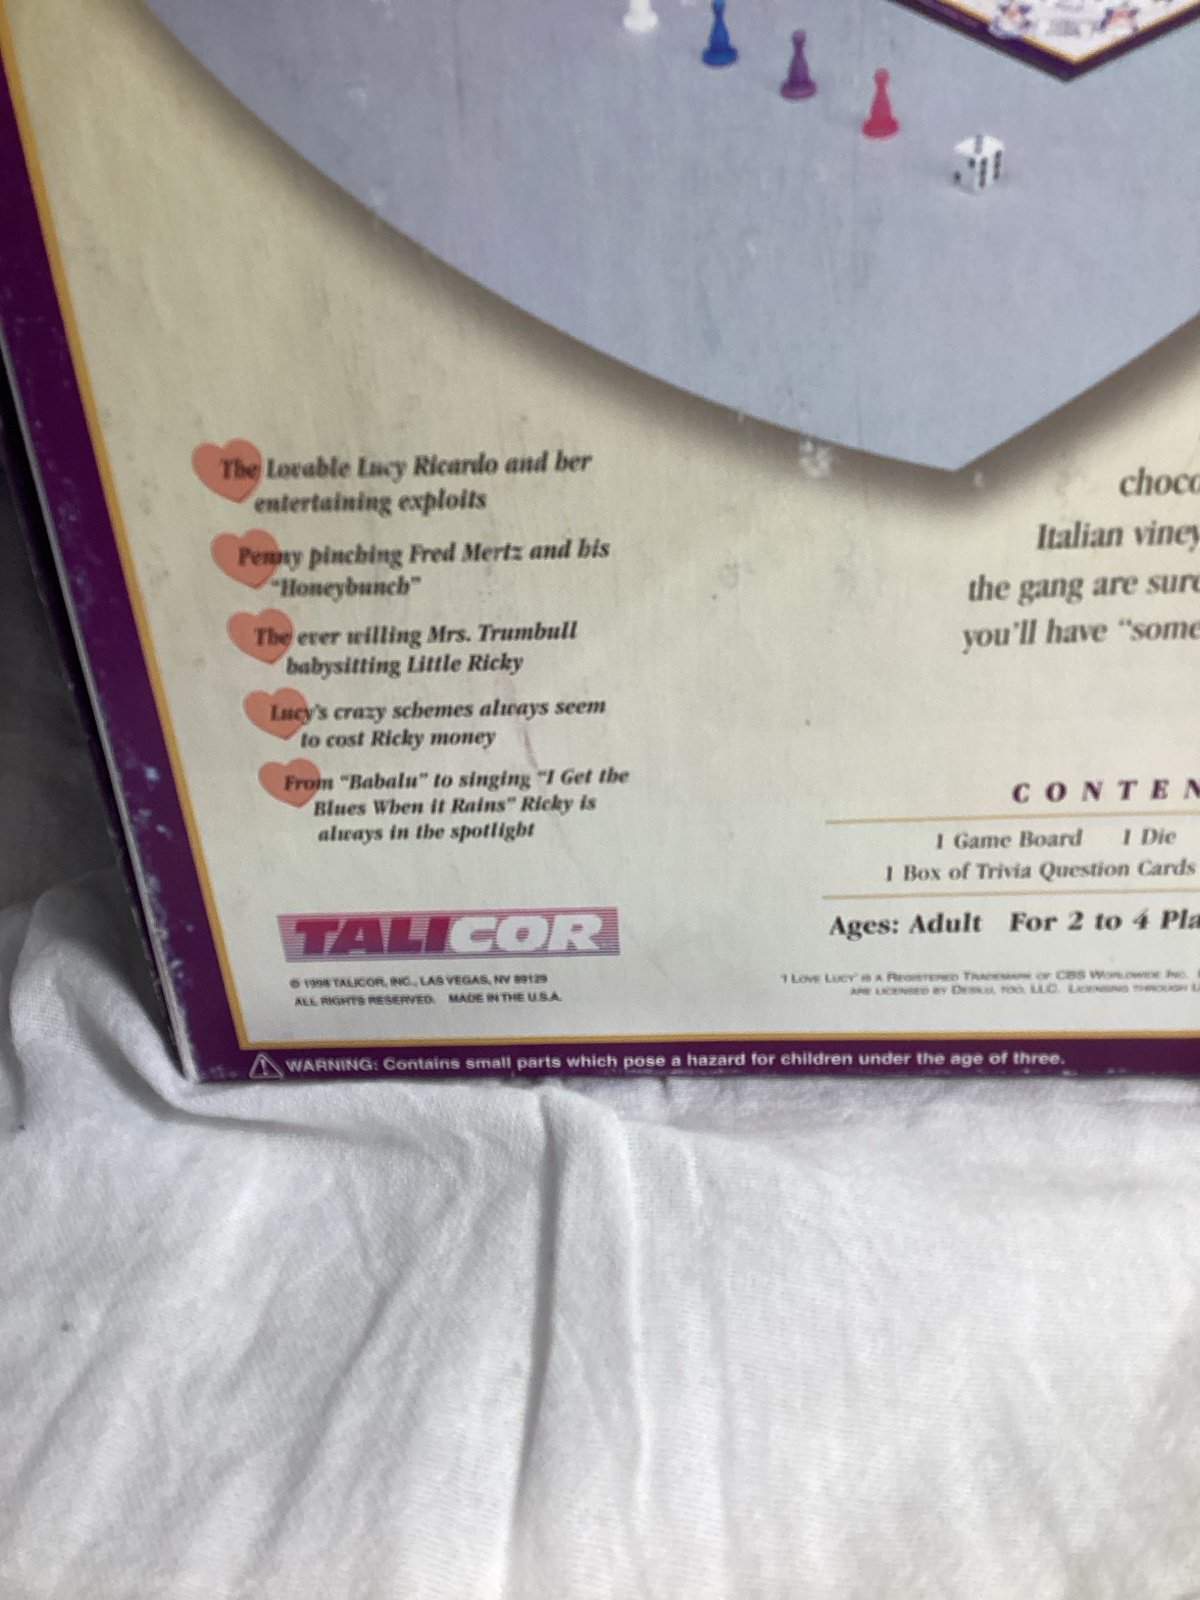 The Lovable Lucy Ricardo and her
entertaining exploits
Penny pinching Fred Mertz and his
"Honeybunch"
The ever willing Mrs. Trumbull
babysitting Little Ricky
Lucy's crazy schemes always seem
to cost Ricky money
From "Babalu" to singing "I Get the
Blues When it Rains" Ricky is
always in the spotlight
TALICOR
© 1998 TALICOR, INC., LAS VEGAS, NV 89129
ALL RIGHTS RESERVED. MADE IN THE U.S.A.
choco
Italian viney
the gang are sure
you'll have "some
CONTEN
1 Game Board 1 Die
1 Box of Trivia Question Cards
Ages: Adult For 2 to 4 Pla
'I LOVE LUCY' IS A REGISTERED TRADEMARK OF CBS WORLDWIDE INC.
ARE LICENSED BY DESILU, TOO, LLC. LICENSING THROUGH
WARNING: Contains small parts which pose a hazard for children under the age of three.